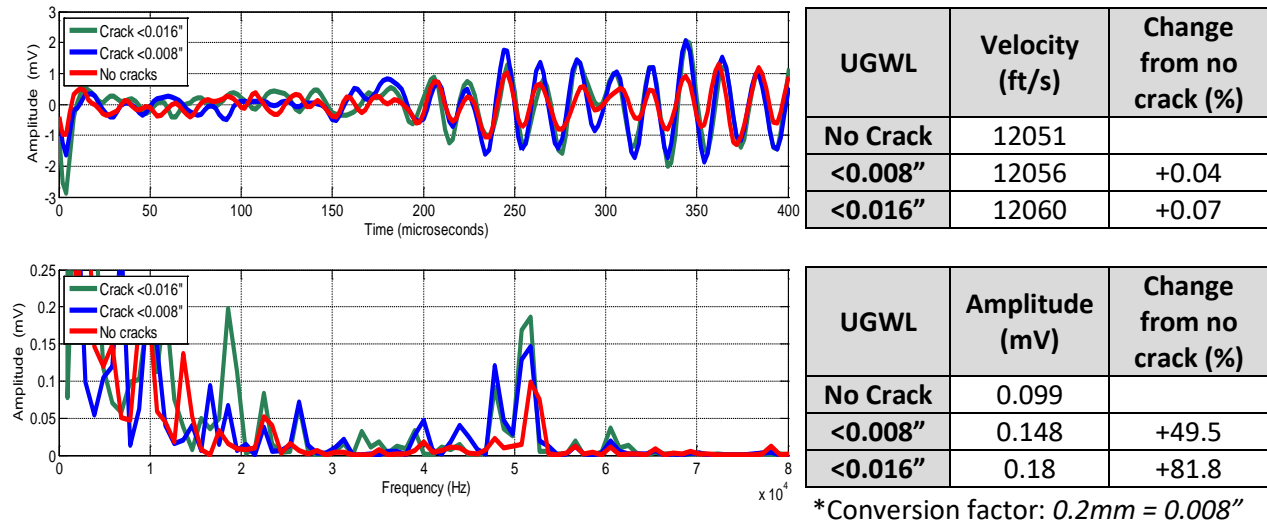 3
2
1
0
-1
-2
-3
Amplitude (mV)
Crack <0.016"
Crack <0.008"
No cracks
0 50 100 150 200 250 300 350 400
Time (microseconds)
UGWL Velocity (ft/s) Change from no crack (%)
No Crack 12051
<0.008” 12056 +0.04
<0.016” 12060 +0.07
0.25
0.2
0.15
0.1
0.05
0
Amplitude (mV)
Crack <0.016"
Crack <0.008"
No cracks
0 1 2 3 4 5 6 7 8
Frequency (Hz)
x 10⁴
UGWL Amplitude (mV) Change from no crack (%)
No Crack 0.099
<0.008” 0.148 +49.5
<0.016” 0.18 +81.8
*Conversion factor: 0.2mm = 0.008”